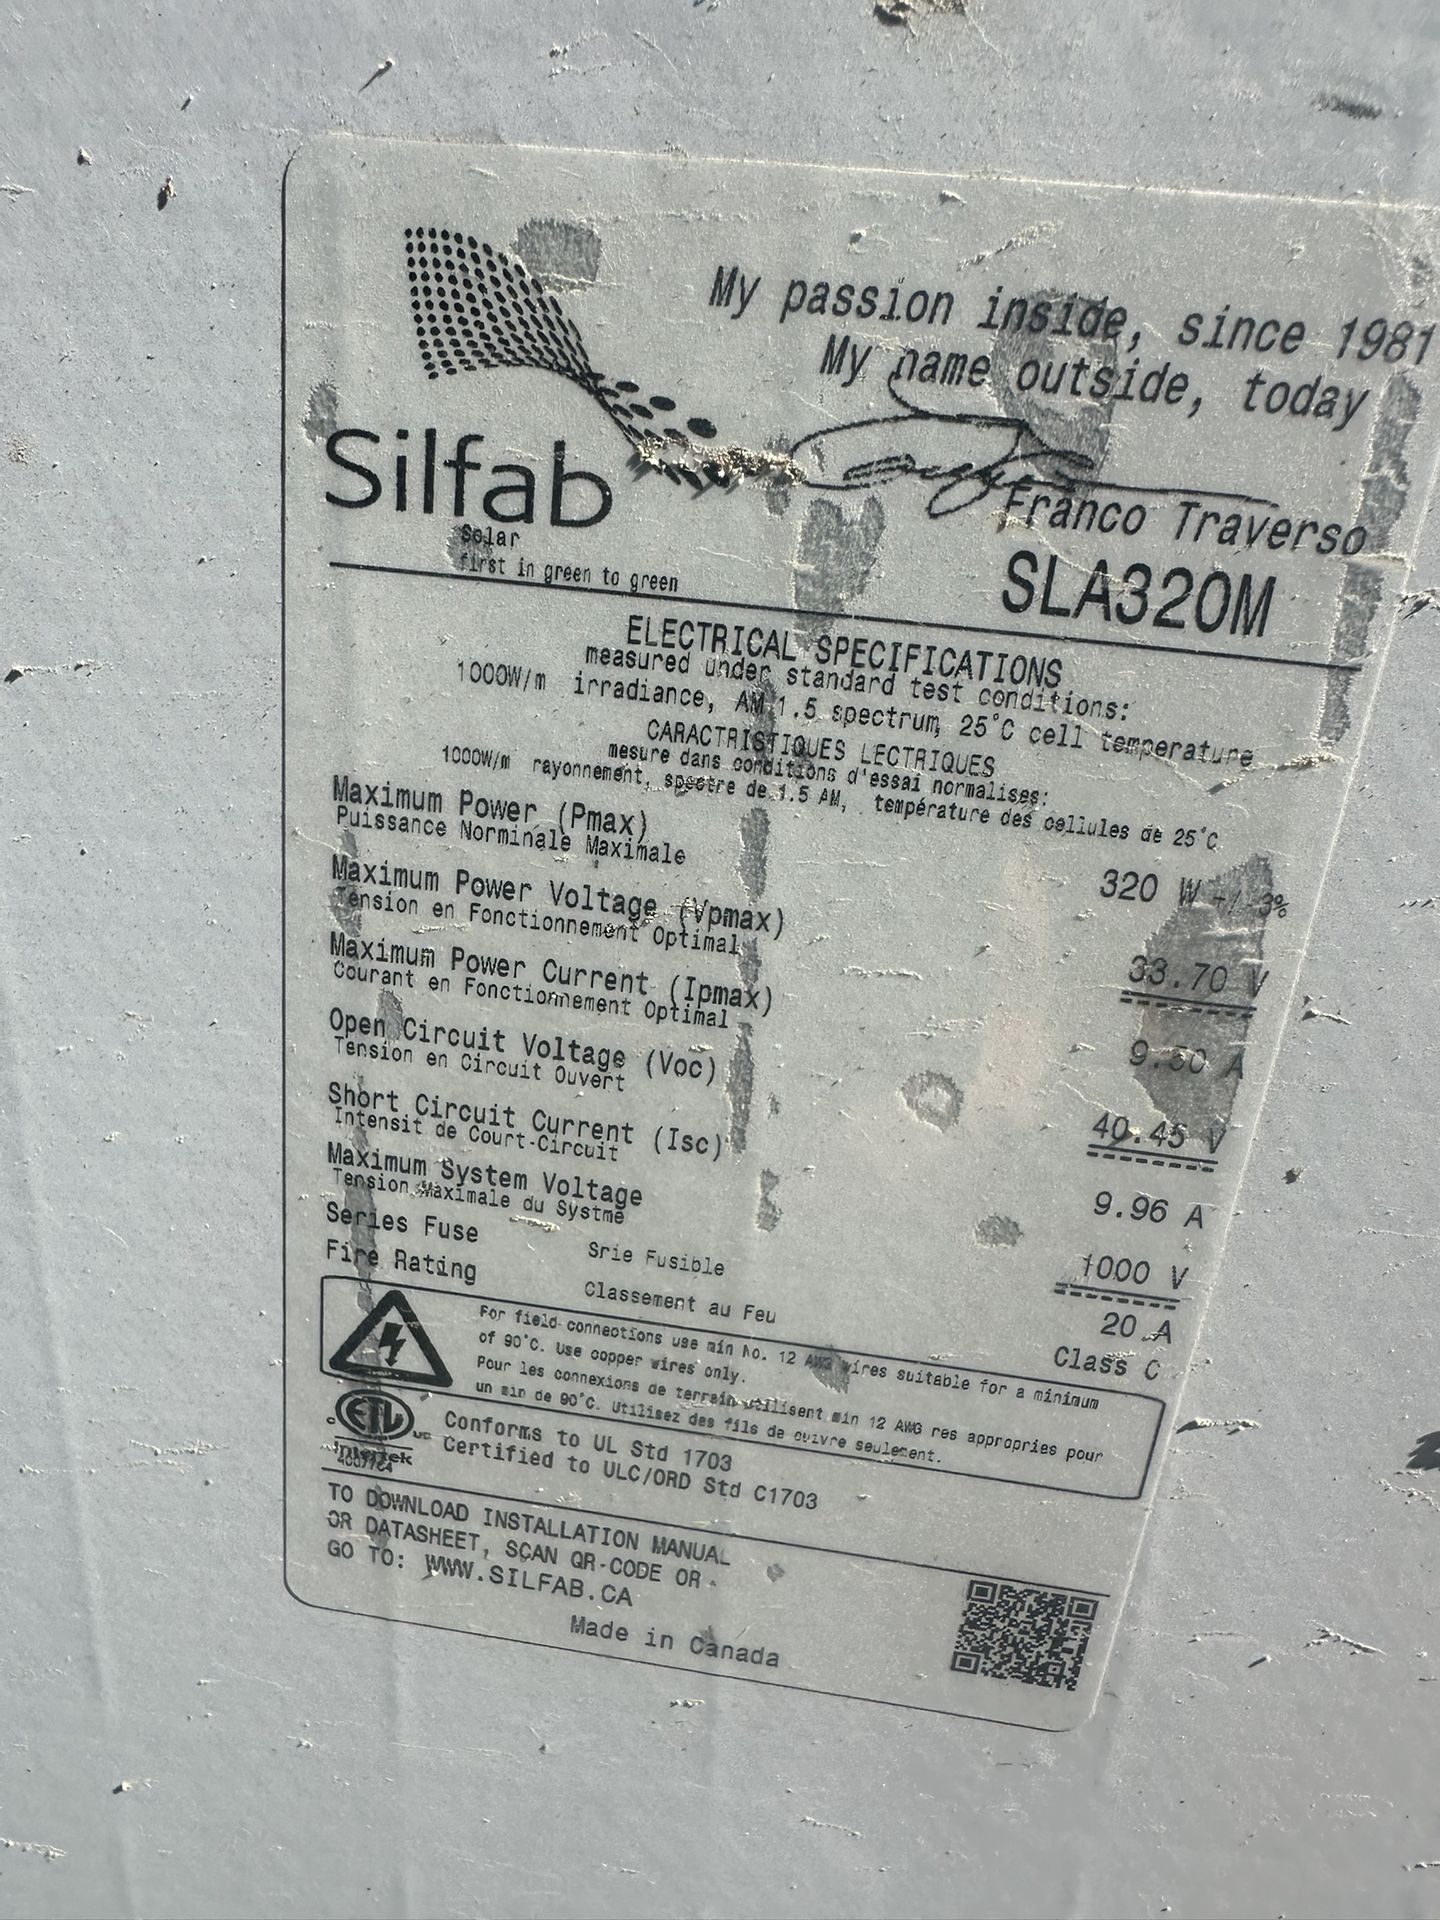 My passion inside, since 1981
My name outside, today
Silfab
Solar
first in green to green
Franco Traverso
SLA320M
ELECTRICAL SPECIFICATIONS
measured under standard test conditions:
1000W/m irradiance, AM 1.5 spectrum, 25°C cell temperature
CARACTRISTIQUES LECTRIQUES
mesure dans conditions d'essai normalises:
1000W/m rayonnement, spectre de 1.5 AM, température des cellules de 25°C
Maximum Power (Pmax) 320 W +/ 3%
Puissance Norminale Maximale
Maximum Power Voltage (Vpmax) 33.70 V
Tension en Fonctionnement Optimal
Maximum Power Current (Ipmax) 9.50 A
Courant en Fonctionnement Optimal
Open Circuit Voltage (Voc) 40.45 V
Tension en Circuit Ouvert
Short Circuit Current (Isc) 9.96 A
Intensit de Court-Circuit
Maximum System Voltage 1000 V
Tension Maximale du Systme
Series Fuse Srie Fusible 20 A
Fire Rating Classement au Feu Class C
For field connections use min No. 12 AWG wires suitable for a minimum
of 90°C. Use copper wires only.
Pour les connexions de terrain utilisent min 12 AWG res appropries pour
un min de 90°C. Utilisez des fils de cuivre seulement.
C ETL US
Intertek
Conforms to UL Std 1703
Certified to ULC/ORD Std C1703
TO DOWNLOAD INSTALLATION MANUAL
OR DATASHEET, SCAN QR-CODE OR
GO TO: WWW.SILFAB.CA
Made in Canada